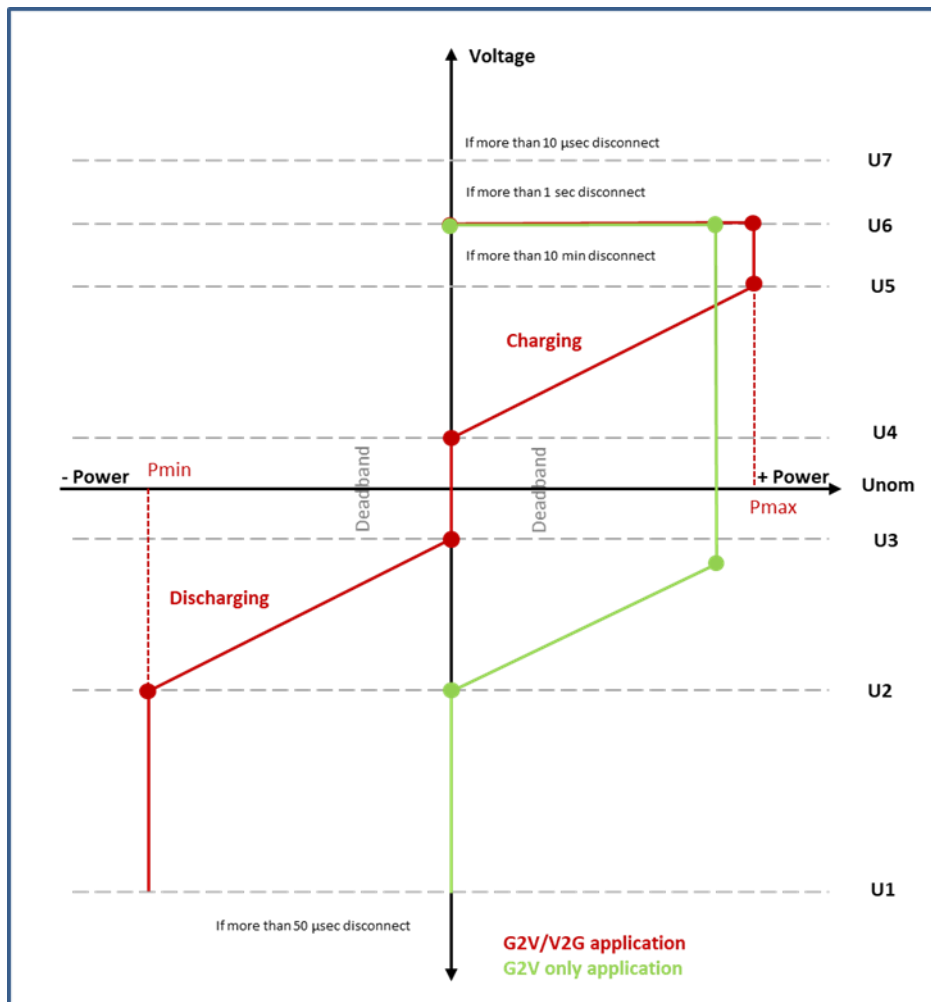 Voltage
If more than 10 µsec disconnect
U7
If more than 1 sec disconnect
U6
If more than 10 min disconnect
U5
Charging
U4
Deadband
Deadband
Pmin
- Power
+ Power
Unom
Pmax
U3
Discharging
U2
U1
If more than 50 µsec disconnect
G2V/V2G application
G2V only application